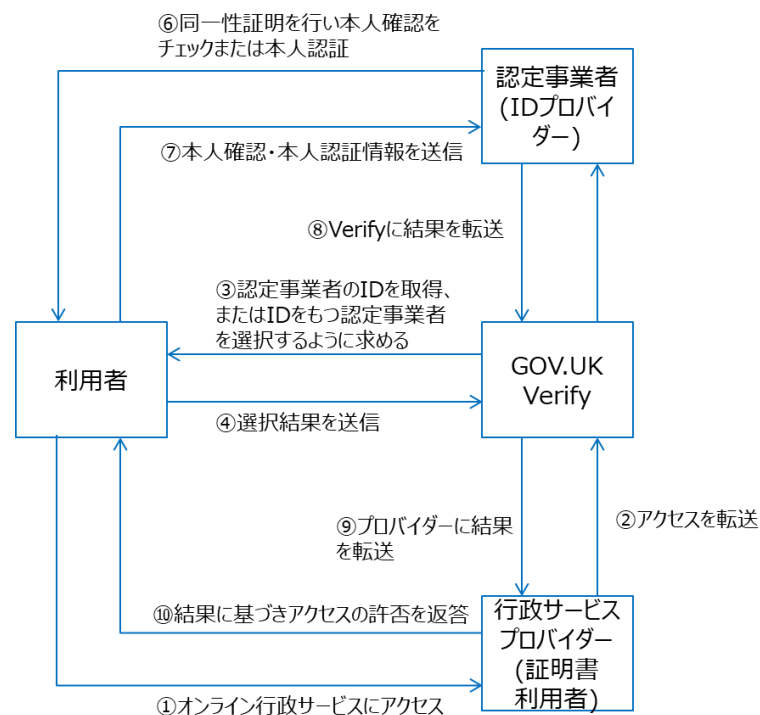 ⑥同一性証明を行い本人確認を
チェックまたは本人認証
認定事業者
(IDプロバイ
ダー)
⑦本人確認・本人認証情報を送信
⑧Verifyに結果を転送
③認定事業者のIDを取得、
またはIDをもつ認定事業者
を選択するように求める
利用者
GOV.UK
Verify
④選択結果を送信
⑨プロバイダーに結果
を転送
②アクセスを転送
⑩結果に基づきアクセスの許否を返答
行政サービス
プロバイダー
(証明書
利用者)
①オンライン行政サービスにアクセス